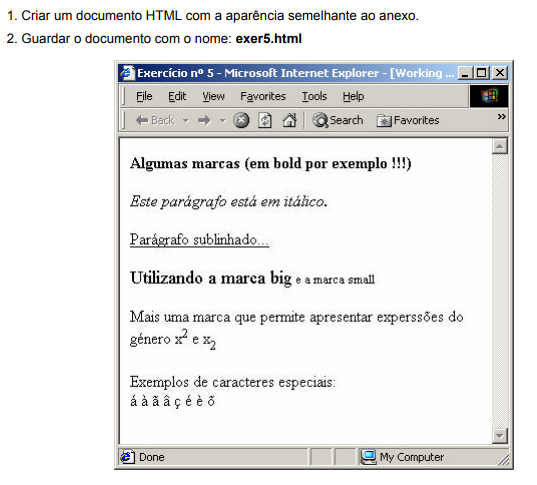 1. Criar um documento HTML com a aparência semelhante ao anexo.
2. Guardar o documento com o nome: exer5.html
Exercício nº 5 - Microsoft Internet Explorer - [Working ...
File Edit View Favorites Tools Help
Back Search Favorites »
Algumas marcas (em bold por exemplo !!!)
Este parágrafo está em itálico.
Parágrafo sublinhado...
Utilizando a marca big e a marca small
Mais uma marca que permite apresentar experssões do
género x² e x₂
Exemplos de caracteres especiais:
á à ã â ç é è õ
Done My Computer